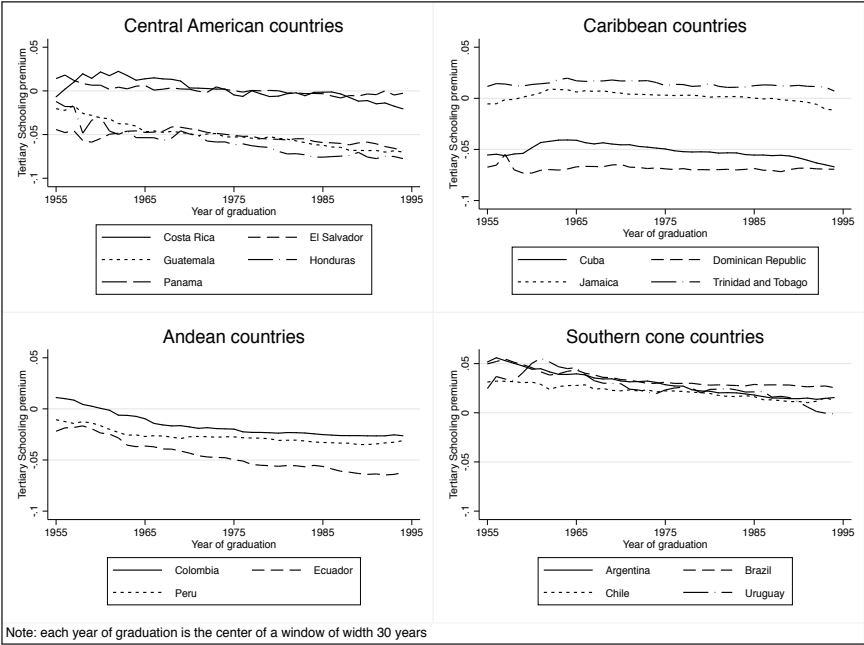 Central American countries
Tertiary Schooling premium
.05
0
-.05
-.1
1955 1965 1975 1985 1995
Year of graduation
Costa Rica El Salvador
Guatemala Honduras
Panama
Caribbean countries
Tertiary Schooling premium
.05
0
-.05
-.1
1955 1965 1975 1985 1995
Year of graduation
Cuba Dominican Republic
Jamaica Trinidad and Tobago
Andean countries
Tertiary Schooling premium
.05
0
-.05
-.1
1955 1965 1975 1985 1995
Year of graduation
Colombia Ecuador
Peru
Southern cone countries
Tertiary Schooling premium
.05
0
-.05
-.1
1955 1965 1975 1985 1995
Year of graduation
Argentina Brazil
Chile Uruguay
Note: each year of graduation is the center of a window of width 30 years